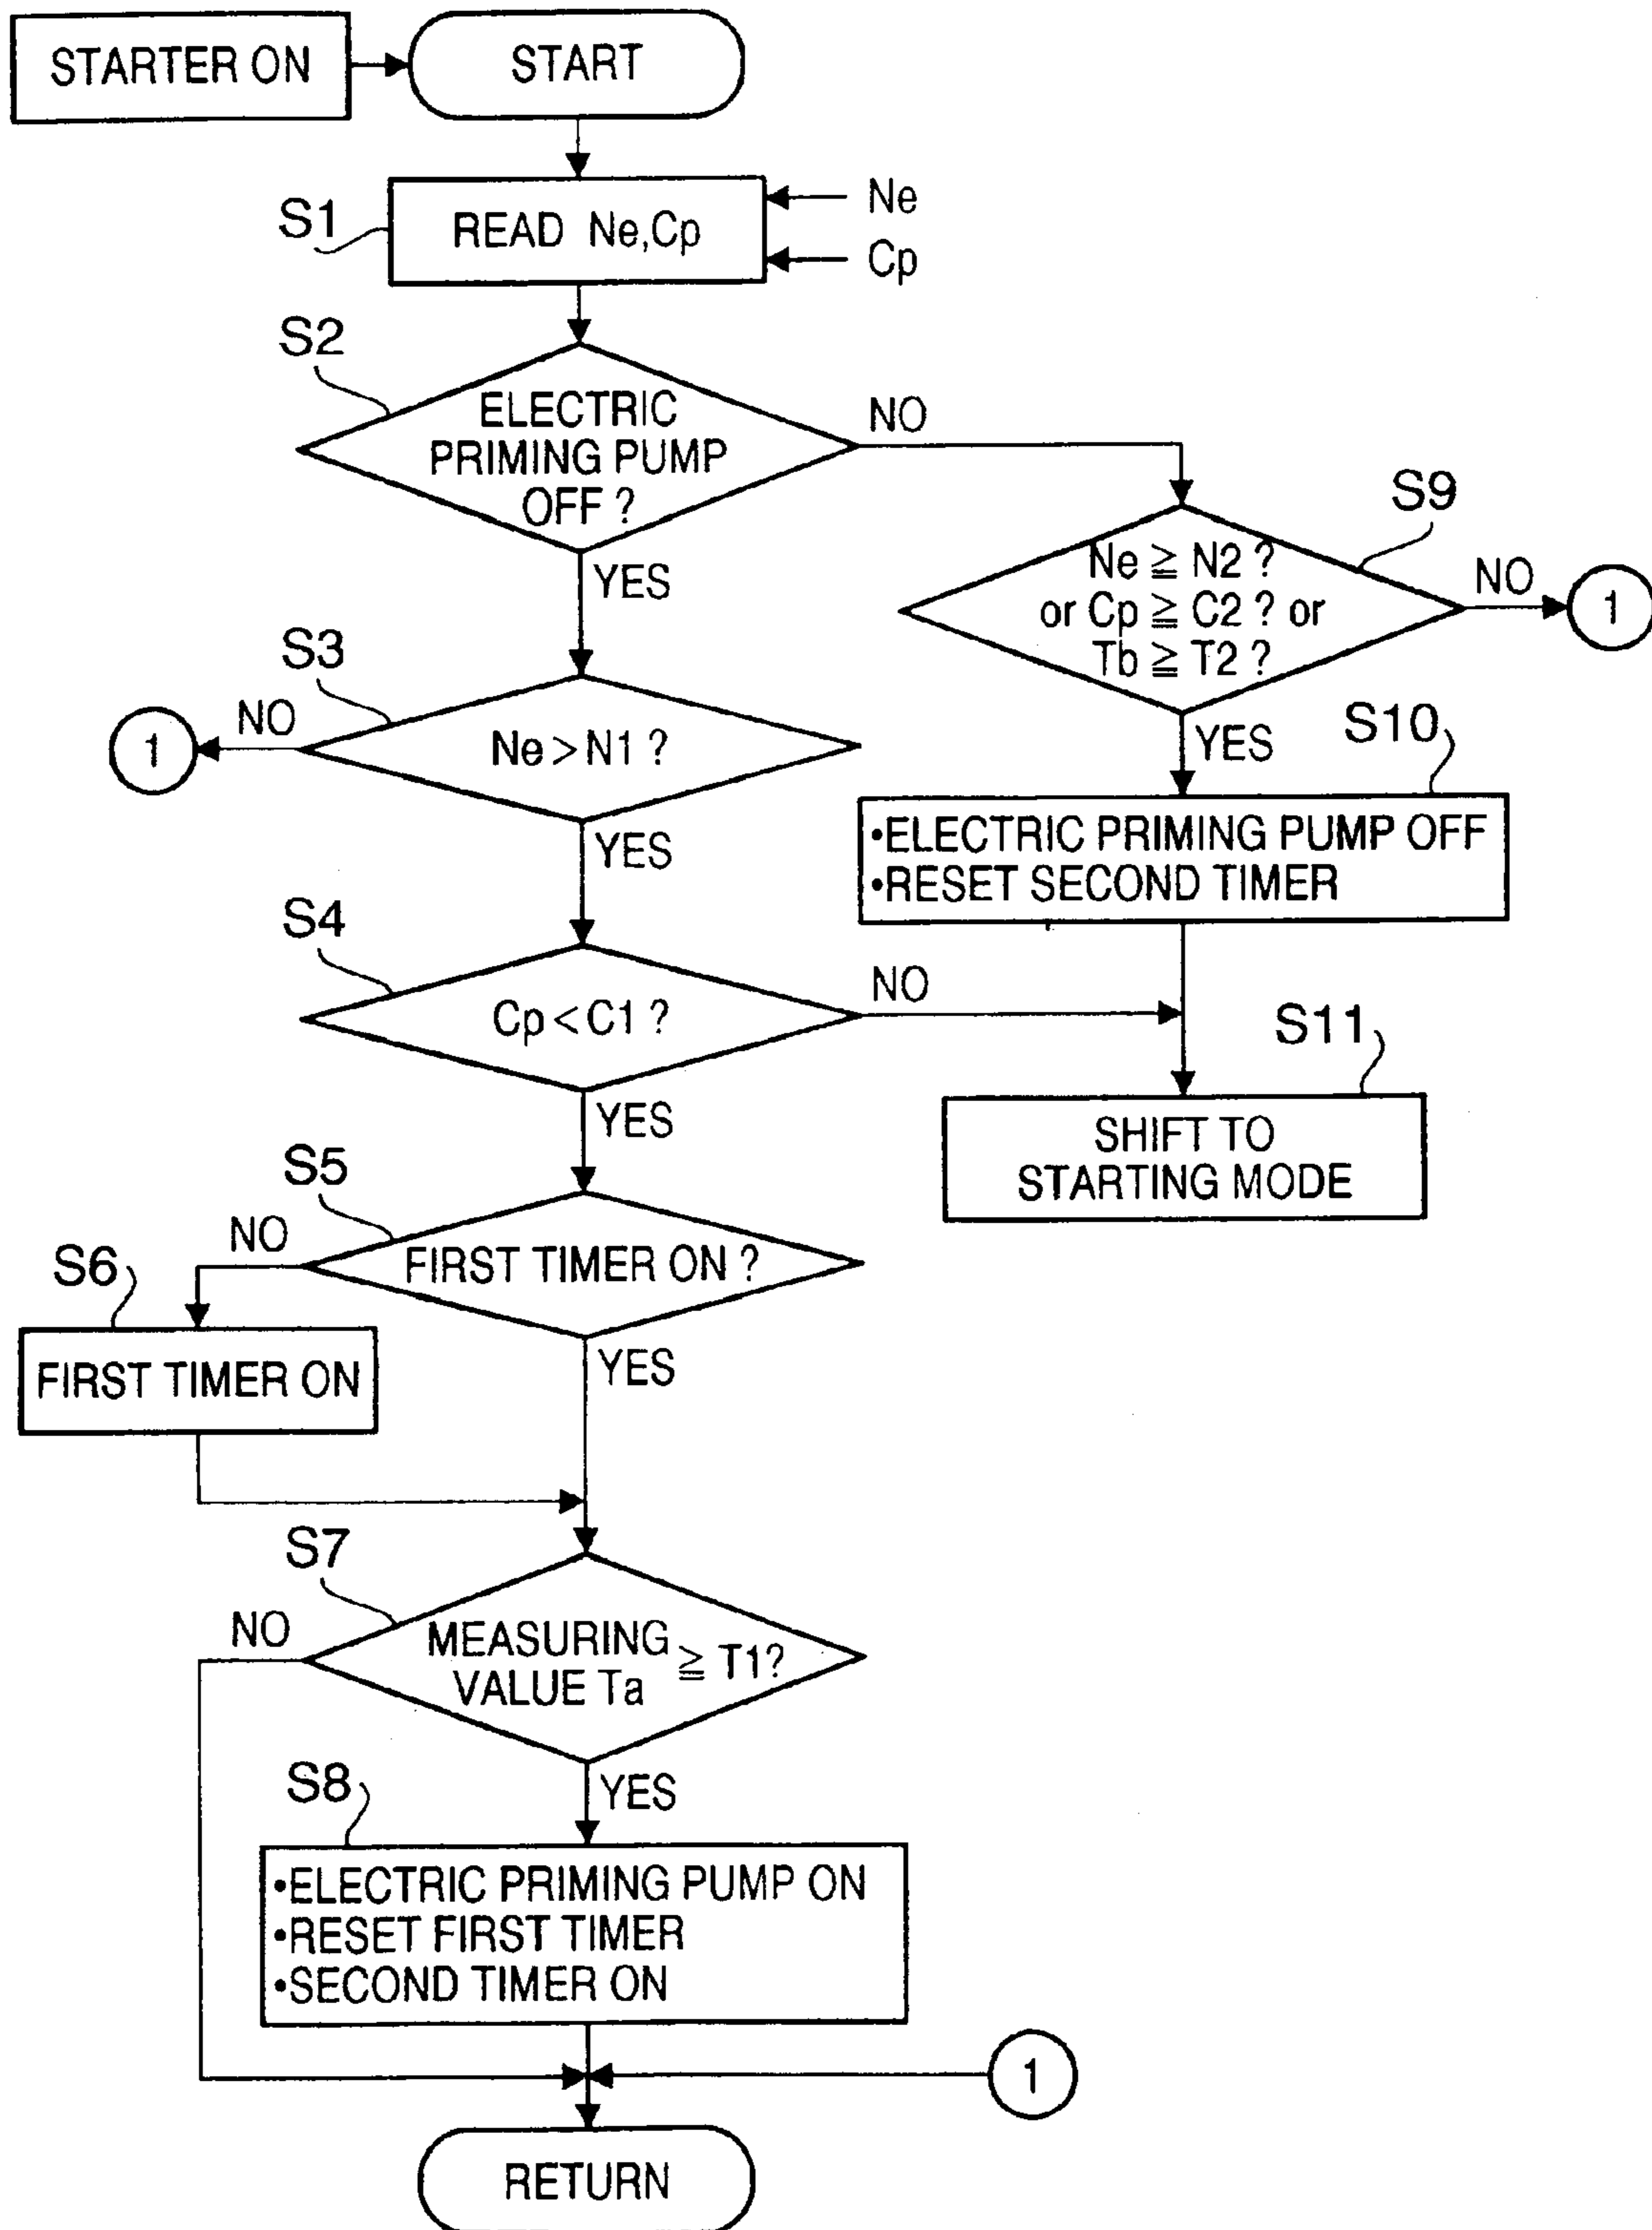 STARTER ON
START
S1
READ Ne,Cp
Ne
Cp
S2
ELECTRIC
PRIMING PUMP
OFF ?
NO
YES
S9
Ne ≧ N2 ?
or Cp ≧ C2 ? or
Tb ≧ T2 ?
NO
1
YES
S3
NO
1
Ne > N1 ?
YES
S10
•ELECTRIC PRIMING PUMP OFF
•RESET SECOND TIMER
S4
Cp < C1 ?
NO
YES
S11
SHIFT TO
STARTING MODE
S5
NO
FIRST TIMER ON ?
YES
S6
FIRST TIMER ON
S7
NO
MEASURING
VALUE Ta ≧ T1?
YES
S8
•ELECTRIC PRIMING PUMP ON
•RESET FIRST TIMER
•SECOND TIMER ON
1
RETURN